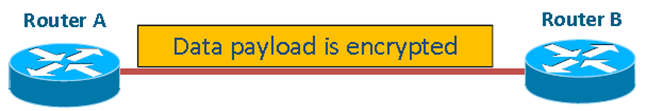 Router A
Router B
Data payload is encrypted